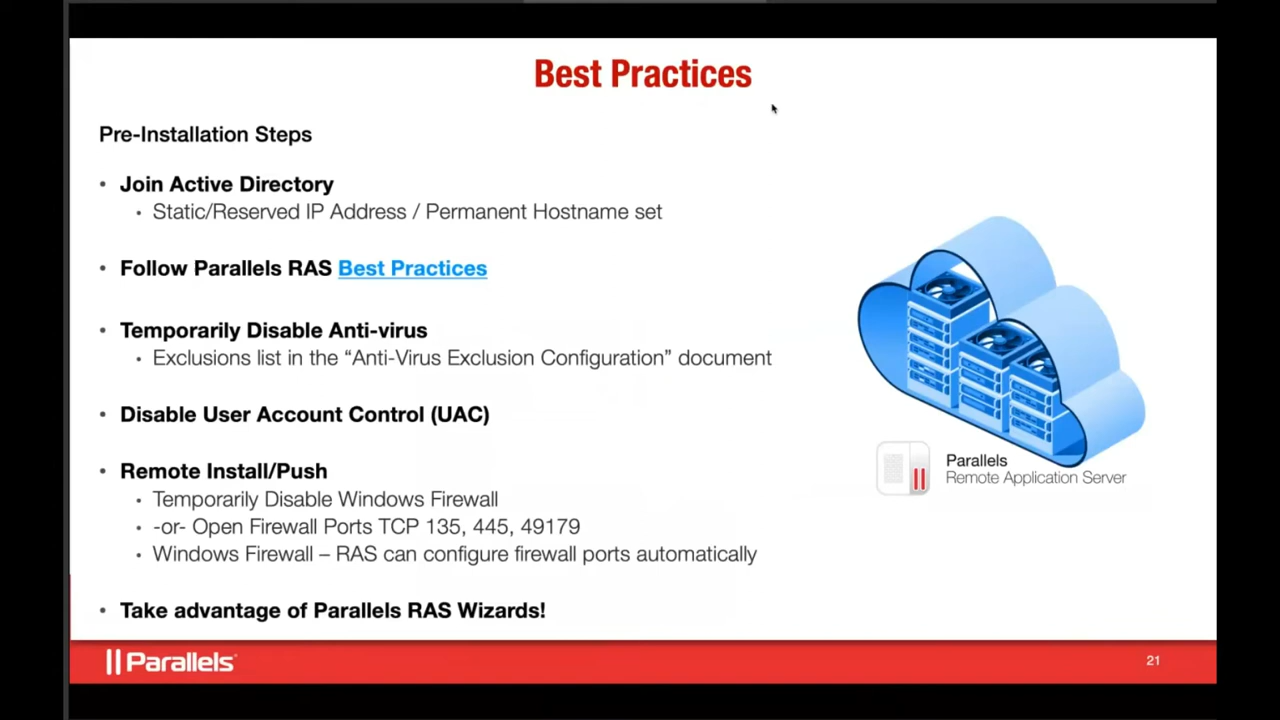 Best Practices
Pre-Installation Steps
• Join Active Directory
• Static/Reserved IP Address / Permanent Hostname set
• Follow Parallels RAS Best Practices
• Temporarily Disable Anti-virus
• Exclusions list in the “Anti-Virus Exclusion Configuration” document
• Disable User Account Control (UAC)
• Remote Install/Push
• Temporarily Disable Windows Firewall
• -or- Open Firewall Ports TCP 135, 445, 49179
• Windows Firewall – RAS can configure firewall ports automatically
• Take advantage of Parallels RAS Wizards!
Parallels
Remote Application Server
Parallels
21